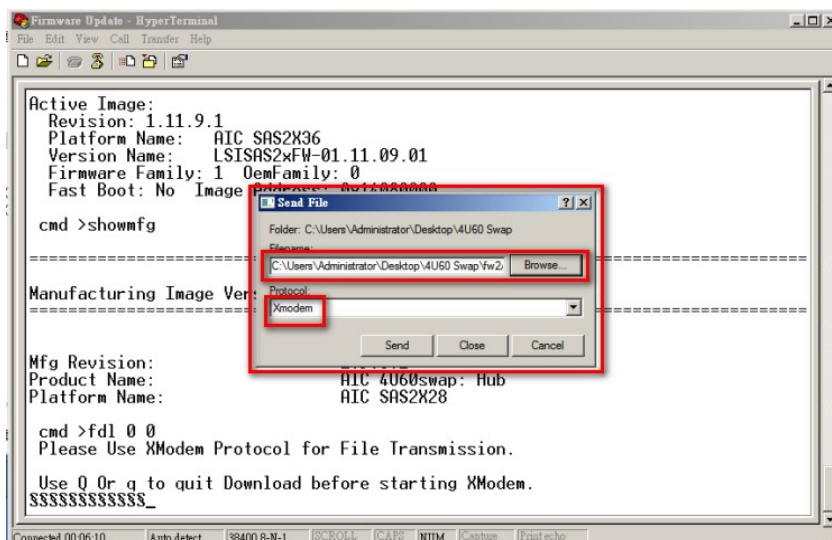 Firmware Update - HyperTerminal
File Edit View Call Transfer Help
Active Image:
Revision: 1.11.9.1
Platform Name: AIC SAS2X36
Version Name: LSISAS2xFW-01.11.09.01
Firmware Family: 1 OemFamily: 0
Fast Boot: No Image
cmd >showmfg
Send File
Folder: C:\Users\Administrator\Desktop\4U60 Swap
Filename:
C:\Users\Administrator\Desktop\4U60 Swap\fw2/ Browse...
Protocol:
Xmodem
Send Close Cancel
==================================================
Manufacturing Image
==================================================
Mfg Revision:
Product Name: AIC 4U60swap: Hub
Platform Name: AIC SAS2X28
cmd >fdl 0 0
Please Use XModem Protocol for File Transmission.
Use Q Or q to quit Download before starting XModem.
§§§§§§§§§§§§_
Connected 00:06:10 Auto detect 38400 8-N-1 SCROLL CAPS NUM Capture Print echo